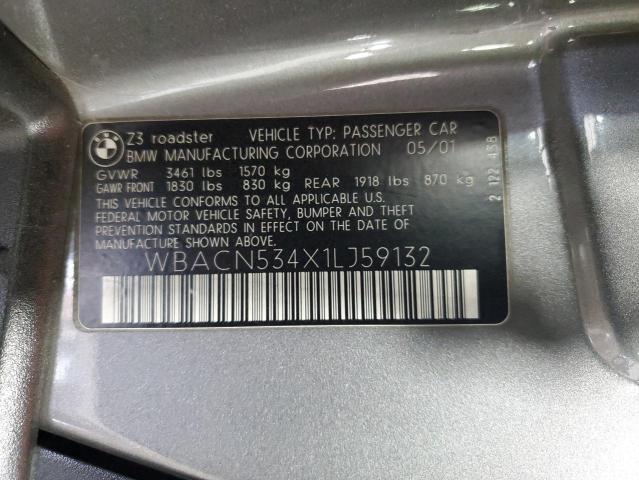 BMW
Z3 roadster VEHICLE TYP: PASSENGER CAR
BMW MANUFACTURING CORPORATION 05/01
GVWR 3461 lbs 1570 kg
GAWR FRONT 1830 lbs 830 kg REAR 1918 lbs 870 kg
THIS VEHICLE CONFORMS TO ALL APPLICABLE U.S.
FEDERAL MOTOR VEHICLE SAFETY, BUMPER AND THEFT
PREVENTION STANDARDS IN EFFECT ON THE DATE OF
MANUFACTURE SHOWN ABOVE.
WBACN534X1LJ59132
2 122 438